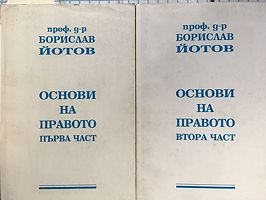 проф. д-р
БОРИСЛАВ
ЙОТОВ
ОСНОВИ
НА
ПРАВОТО
ПЪРВА ЧАСТ
проф. д-р
БОРИСЛАВ
ЙОТОВ
ОСНОВИ
НА
ПРАВОТО
ВТОРА ЧАСТ